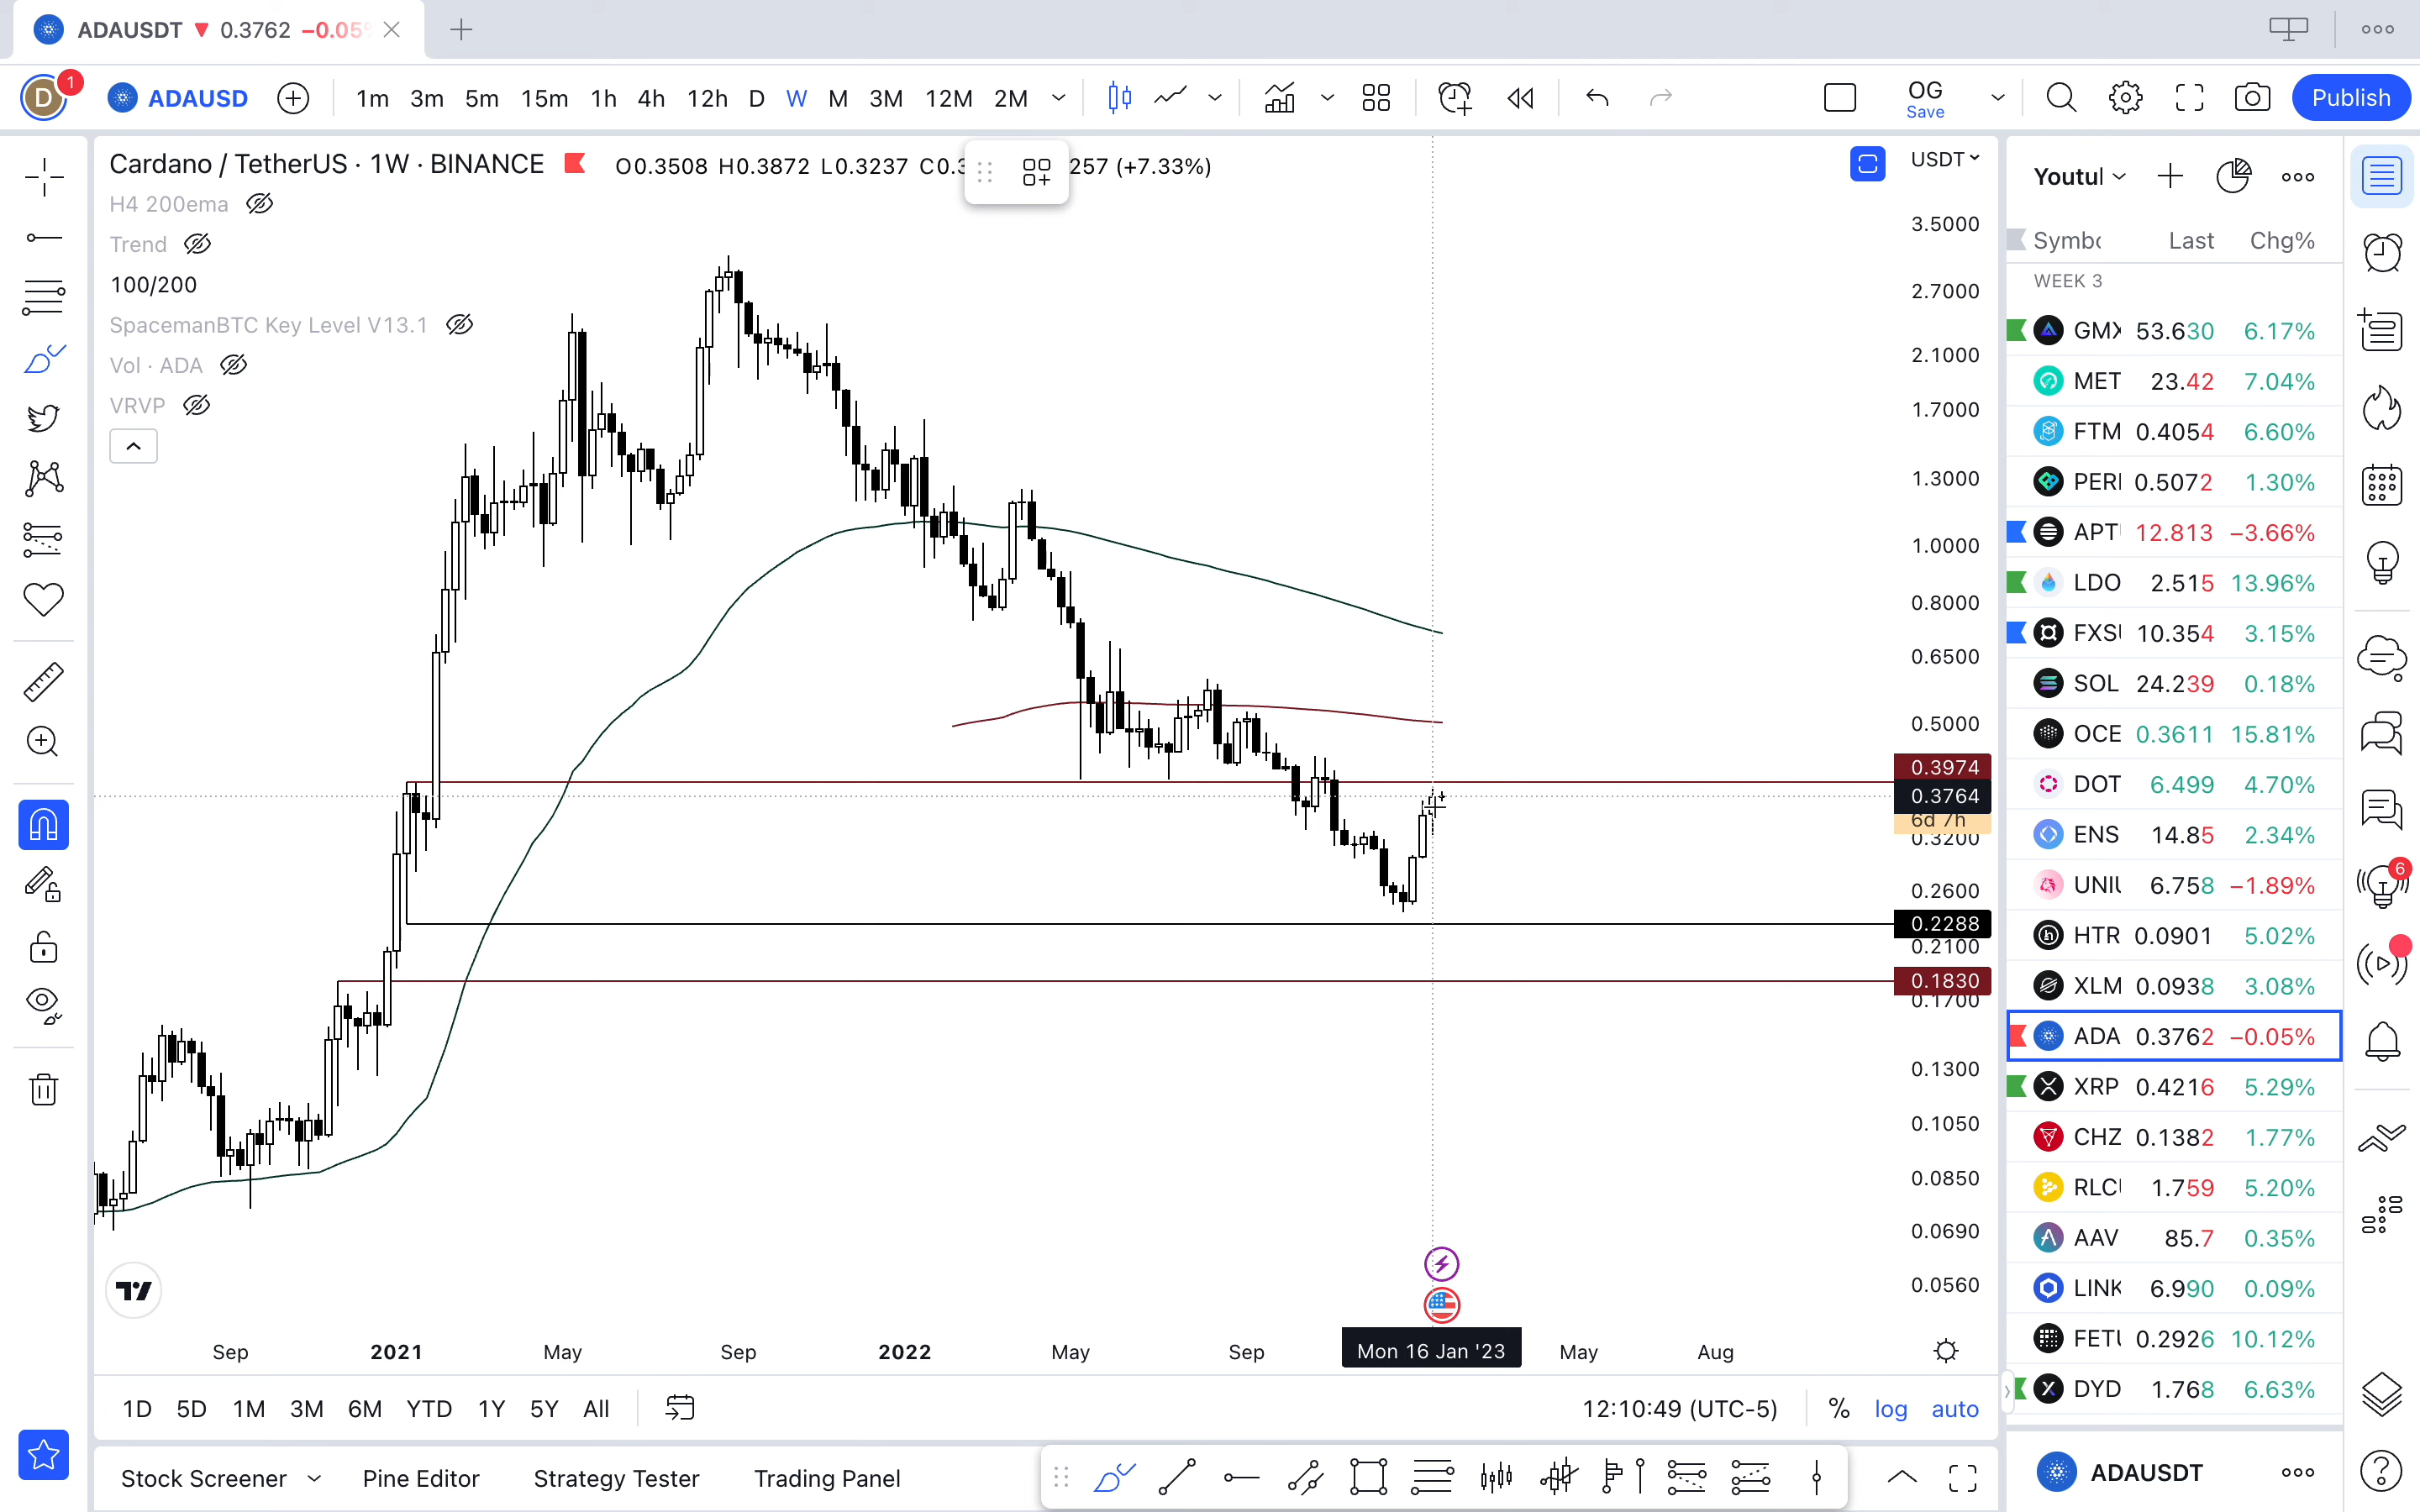 ADAUSDT 0.3762 −0.05
D 1 ADAUSD 1m 3m 5m 15m 1h 4h 12h D W M 3M 12M 2M OG Publish
Save
Cardano / TetherUS · 1W · BINANCE O0.3508 H0.3872 L0.3237 C0.3 257 (+7.33%) USDT
H4 200ema
Trend
100/200
SpacemanBTC Key Level V13.1
Vol · ADA
VRVP
3.5000
2.7000
2.1000
1.7000
1.3000
1.0000
0.8000
0.6500
0.5000
0.3974
0.3764
6d 7h
0.3200
0.2600
0.2288
0.2100
0.1830
0.1700
0.1300
0.1050
0.0850
0.0690
0.0560
Sep 2021 May Sep 2022 May Sep Mon 16 Jan '23 May Aug
1D 5D 1M 3M 6M YTD 1Y 5Y All 12:10:49 (UTC-5) % log auto
Stock Screener Pine Editor Strategy Tester Trading Panel
Youtul
Symbo Last Chg%
WEEK 3
GMX 53.630 6.17%
MET 23.42 7.04%
FTM 0.4054 6.60%
PERI 0.5072 1.30%
APT 12.813 −3.66%
LDO 2.515 13.96%
FXS 10.354 3.15%
SOL 24.239 0.18%
OCE 0.3611 15.81%
DOT 6.499 4.70%
ENS 14.85 2.34%
UNI 6.758 −1.89%
HTR 0.0901 5.02%
XLM 0.0938 3.08%
ADA 0.3762 −0.05%
XRP 0.4216 5.29%
CHZ 0.1382 1.77%
RLC 1.759 5.20%
AAV 85.7 0.35%
LINK 6.990 0.09%
FET 0.2926 10.12%
DYD 1.768 6.63%
ADAUSDT
6